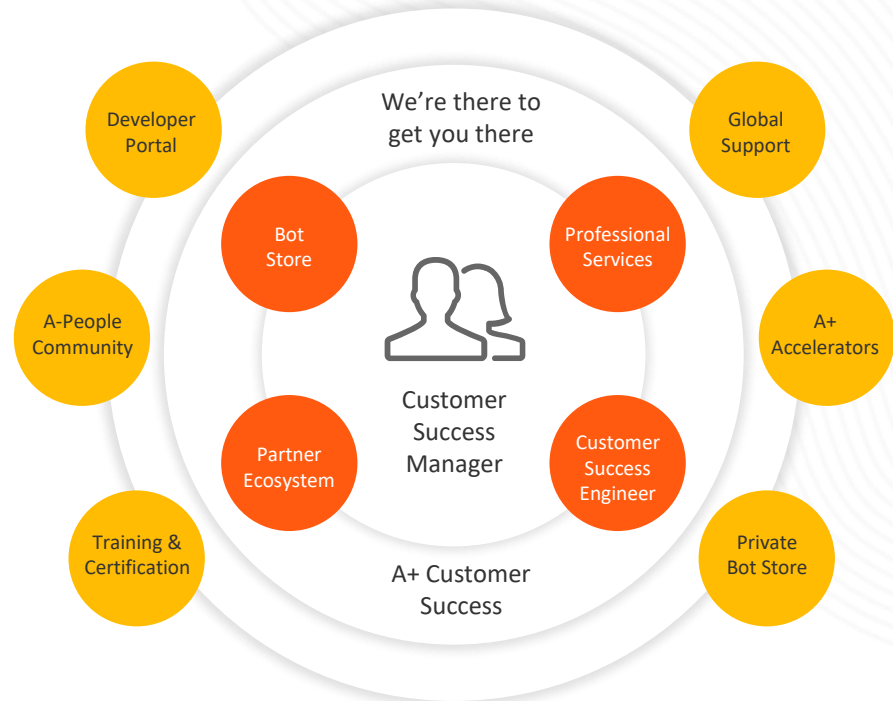 We’re there to
get you there
Developer
Portal
Global
Support
Bot
Store
Professional
Services
A-People
Community
A+
Accelerators
Customer
Success
Manager
Partner
Ecosystem
Customer
Success
Engineer
Training &
Certification
Private
Bot Store
A+ Customer
Success